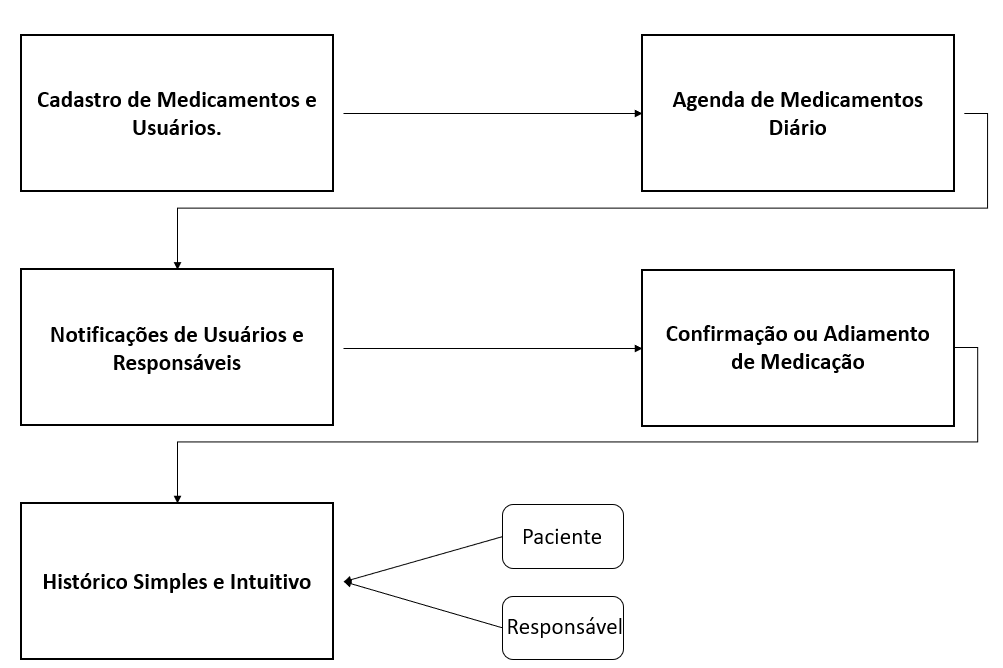 Cadastro de Medicamentos e
Usuários.
Agenda de Medicamentos
Diário
Notificações de Usuários e
Responsáveis
Confirmação ou Adiamento
de Medicação
Histórico Simples e Intuitivo
Paciente
Responsável